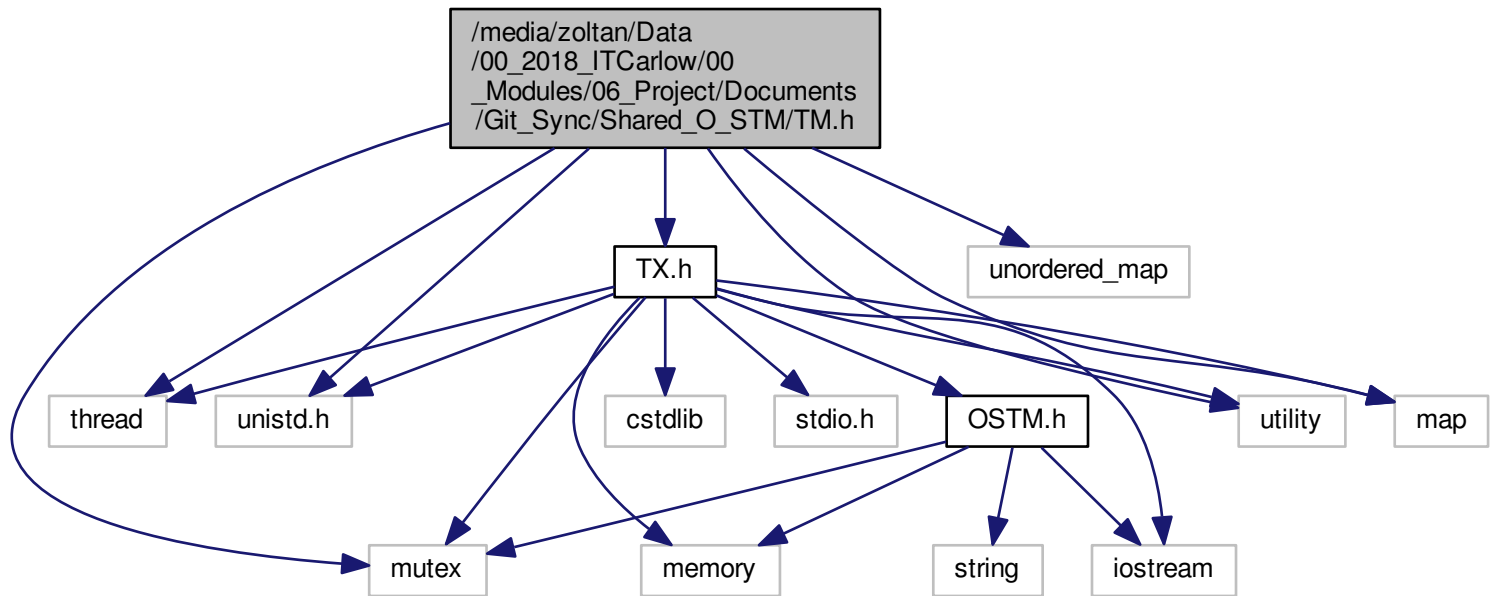 /media/zoltan/Data
/00_2018_ITCarlow/00
_Modules/06_Project/Documents
/Git_Sync/Shared_O_STM/TM.h
TX.h
unordered_map
thread
unistd.h
cstdlib
stdio.h
OSTM.h
utility
map
mutex
memory
string
iostream